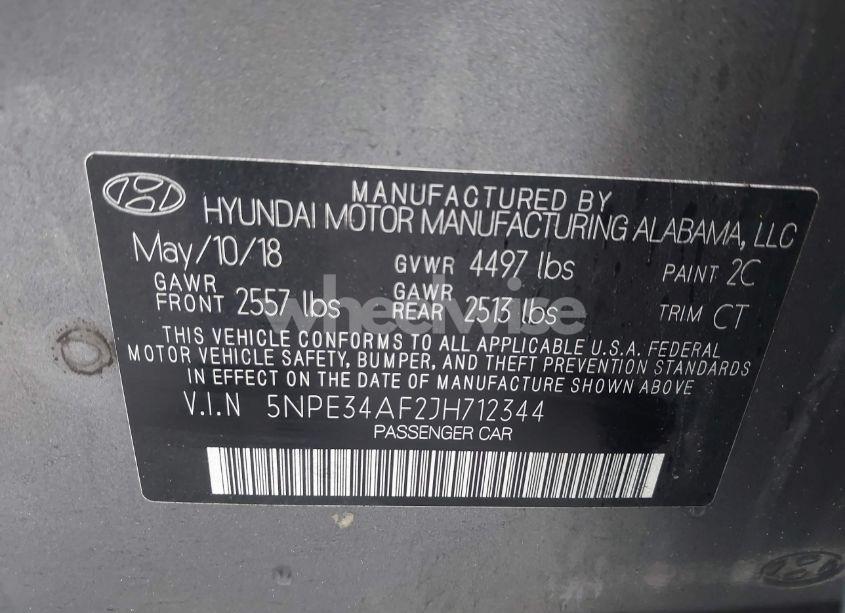 MANUFACTURED BY
HYUNDAI MOTOR MANUFACTURING ALABAMA, LLC
May/10/18 GVWR 4497 lbs PAINT 2C
GAWR FRONT 2557 lbs GAWR REAR 2513 lbs TRIM CT
wheelwise
THIS VEHICLE CONFORMS TO ALL APPLICABLE U.S.A. FEDERAL
MOTOR VEHICLE SAFETY, BUMPER, AND THEFT PREVENTION STANDARDS
IN EFFECT ON THE DATE OF MANUFACTURE SHOWN ABOVE
V.I.N 5NPE34AF2JH712344
PASSENGER CAR